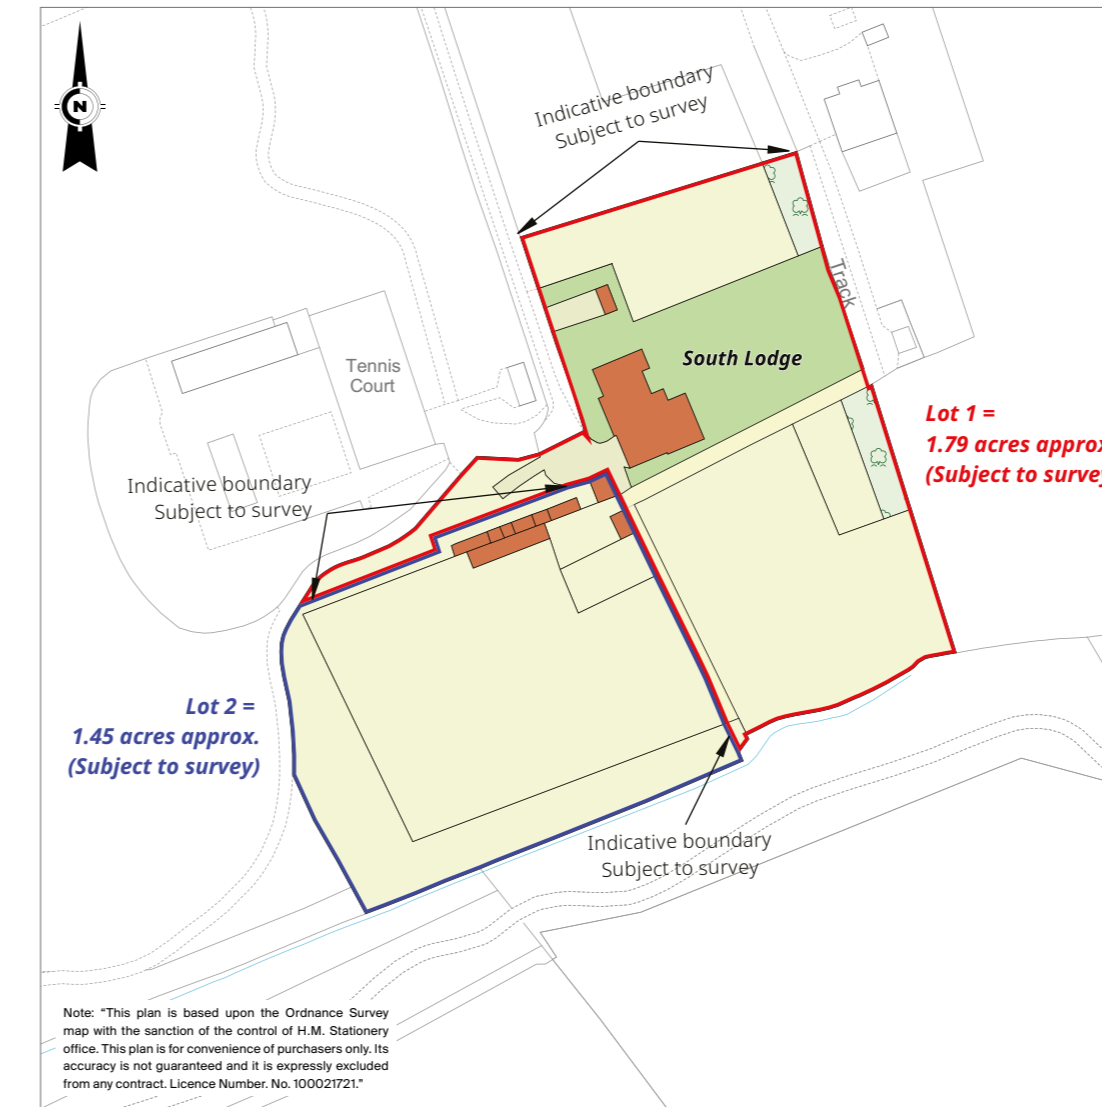 N
Indicative boundary
Subject to survey
Track
South Lodge
Tennis
Court
Lot 1 =
1.79 acres approx
(Subject to survey
Indicative boundary
Subject to survey
Lot 2 =
1.45 acres approx.
(Subject to survey)
Indicative boundary
Subject to survey
Note: “This plan is based upon the Ordnance Survey
map with the sanction of the control of H.M. Stationery
office. This plan is for convenience of purchasers only. Its
accuracy is not guaranteed and it is expressly excluded
from any contract. Licence Number. No. 100021721.”